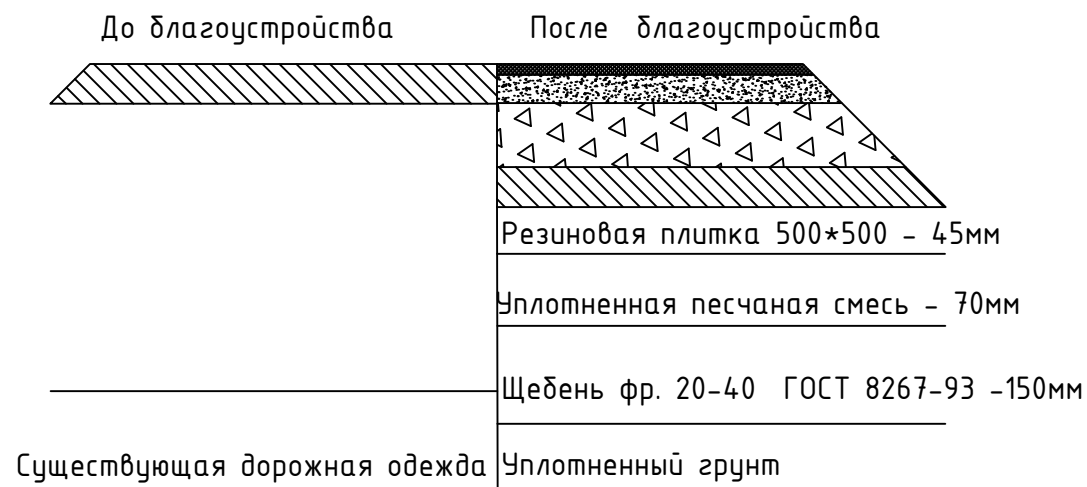 До благоустройства
После благоустройства
Резиновая плитка 500*500 - 45мм
Уплотненная песчаная смесь - 70мм
Щебень фр. 20-40 ГОСТ 8267-93 -150мм
Существующая дорожная одежда
Уплотненный грунт